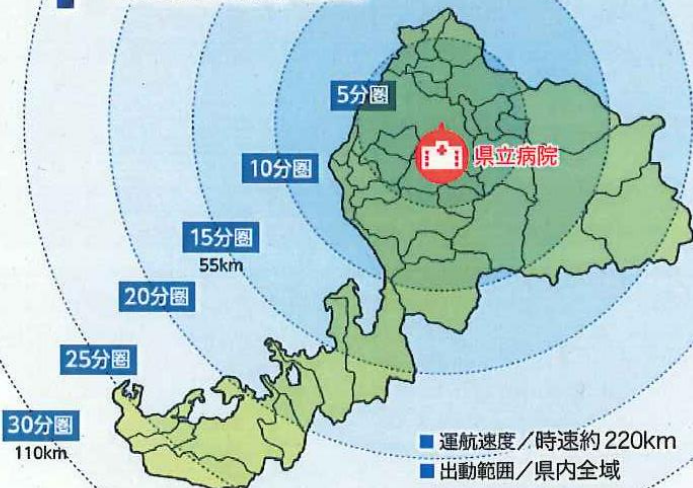 5分圏
県立病院
10分圏
15分圏
55km
20分圏
25分圏
30分圏
110km
■ 運航速度／時速約220km
■ 出動範囲／県内全域